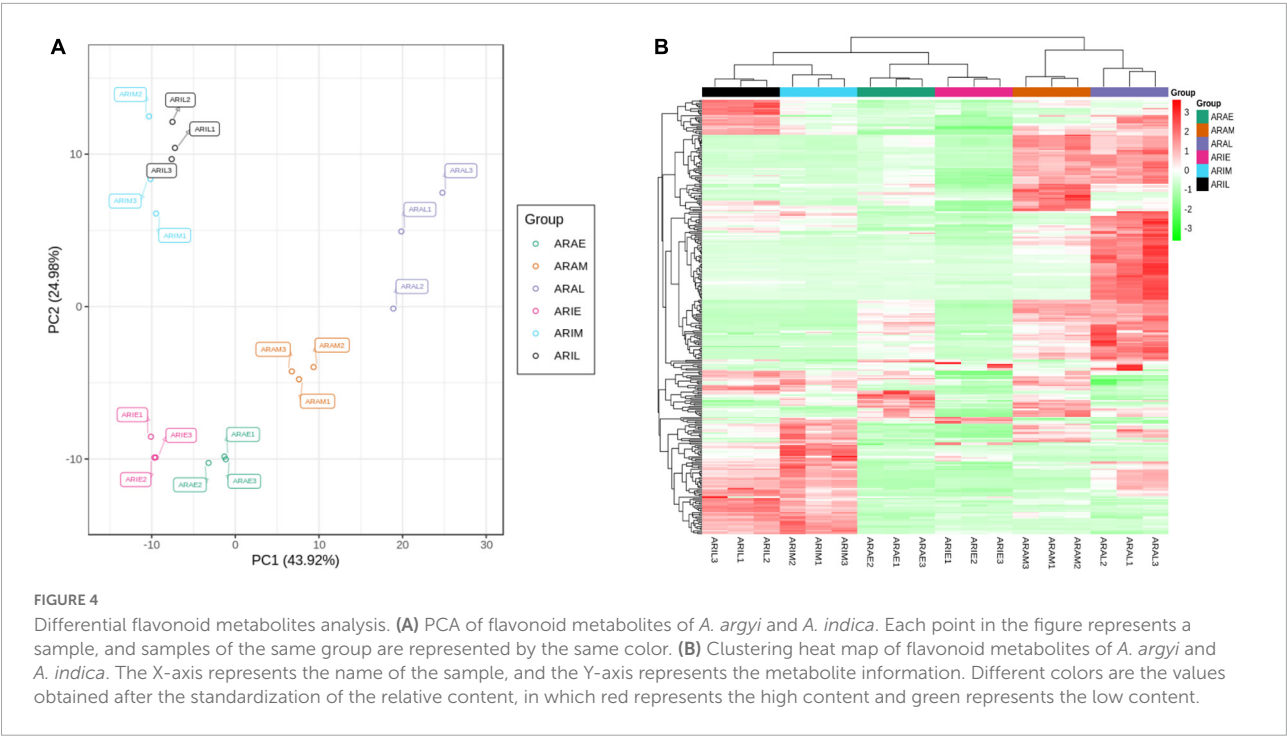 A
ARIM2
ARIL2
ARIL1
ARIL3
ARIM3
ARIM1
ARAL3
ARAL1
ARAL2
ARAM3
ARAM2
ARAM1
ARIE1
ARIE3
ARIE2
ARAE1
ARAE2
ARAE3
10
0
-10
PC2 (24.98%)
-10
0
10
20
30
PC1 (43.92%)
Group
ARAE
ARAM
ARAL
ARIE
ARIM
ARIL
B
Group
3
2
1
0
-1
-2
-3
Group
ARAE
ARAM
ARAL
ARIE
ARIM
ARIL
ARIL3
ARIL1
ARIL2
ARIM2
ARIM1
ARIM3
ARAE2
ARAE1
ARAE3
ARIE1
ARIE2
ARIE3
ARAM3
ARAM1
ARAM2
ARAL2
ARAL1
ARAL3
FIGURE 4
Differential flavonoid metabolites analysis. (A) PCA of flavonoid metabolites of A. argyi and A. indica. Each point in the figure represents a
sample, and samples of the same group are represented by the same color. (B) Clustering heat map of flavonoid metabolites of A. argyi and
A. indica. The X-axis represents the name of the sample, and the Y-axis represents the metabolite information. Different colors are the values
obtained after the standardization of the relative content, in which red represents the high content and green represents the low content.